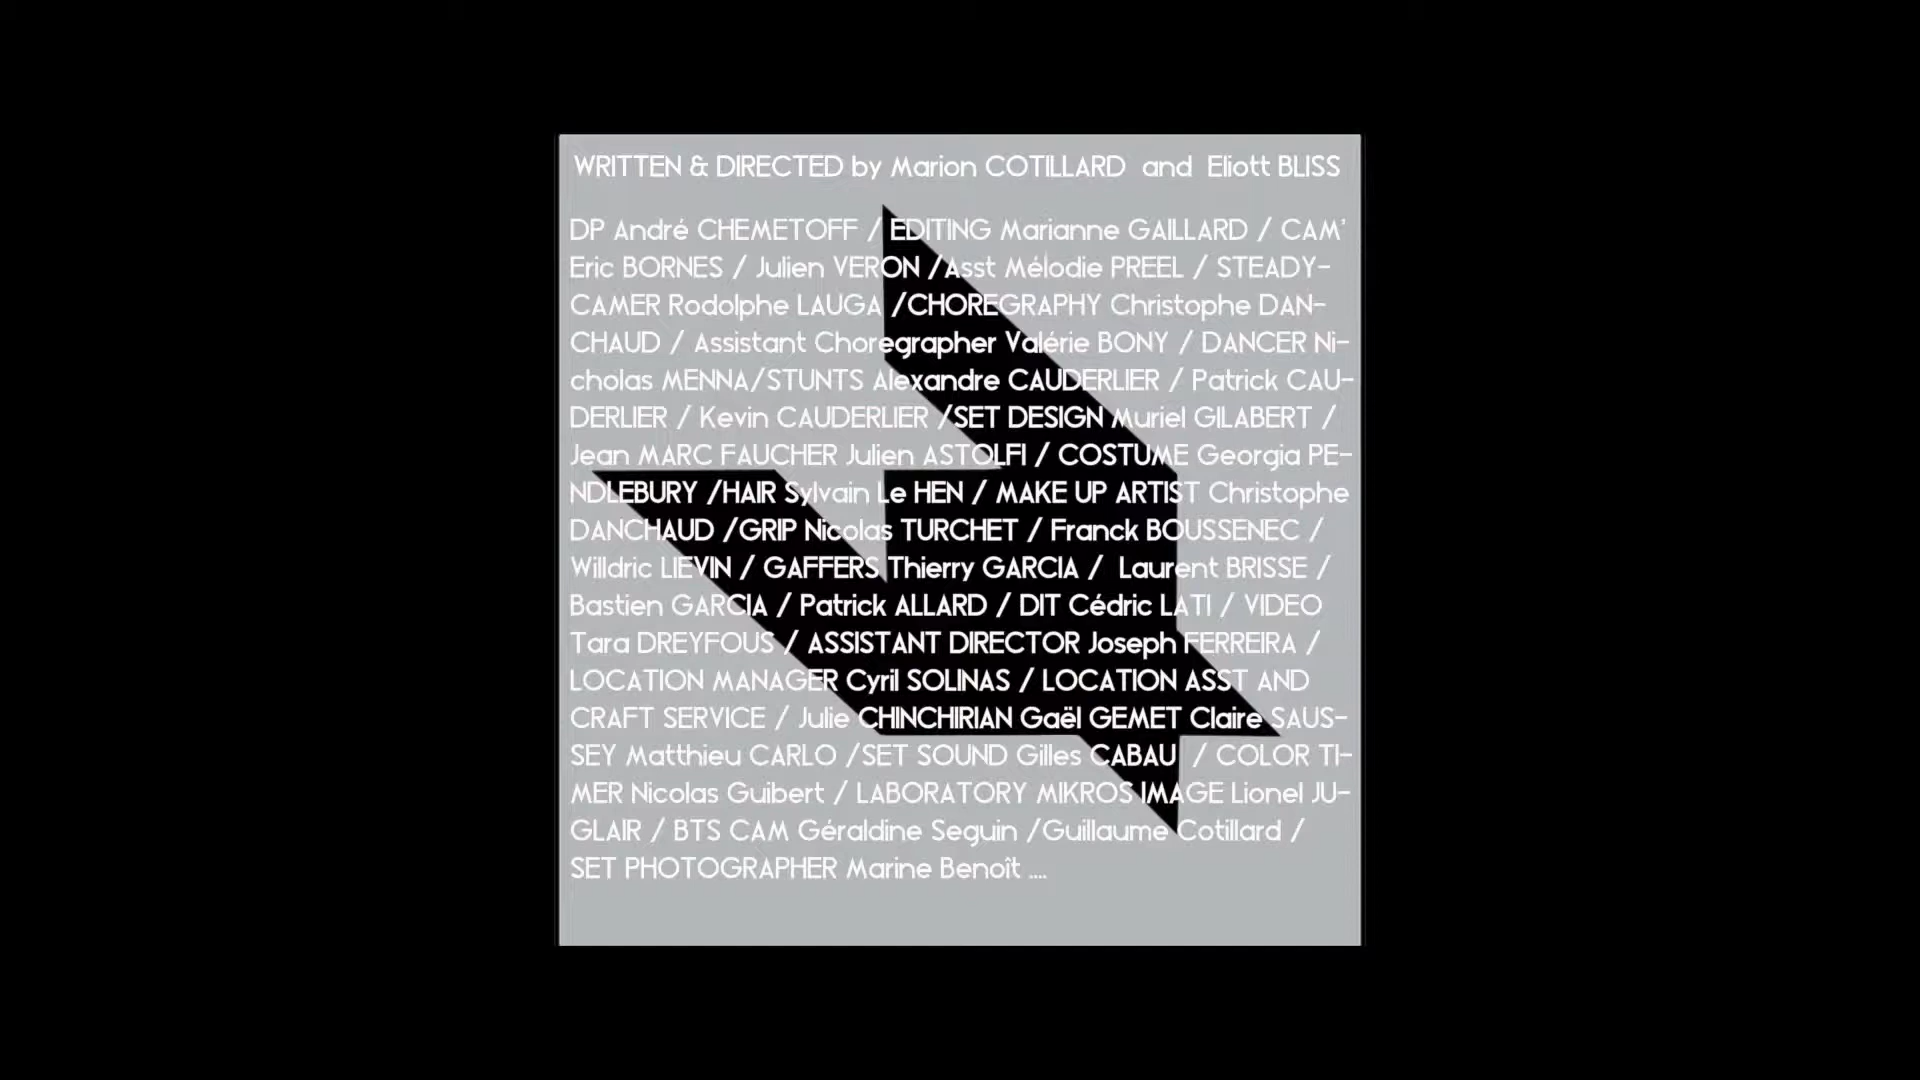 WRITTEN & DIRECTED by Marion COTILLARD and Eliott BLISS
DP André CHEMETOFF / EDITING Marianne GAILLARD / CAM'
Eric BORNES / Julien VERON /Asst Mélodie PREEL / STEADY-
CAMER Rodolphe LAUGA /CHOREGRAPHY Christophe DAN-
CHAUD / Assistant Choregrapher Valérie BONY / DANCER Ni-
cholas MENNA/STUNTS Alexandre CAUDERLIER / Patrick CAU-
DERLIER / Kevin CAUDERLIER /SET DESIGN Muriel GILABERT /
Jean MARC FAUCHER Julien ASTOLFI / COSTUME Georgia PE-
NDLEBURY /HAIR Sylvain Le HEN / MAKE UP ARTIST Christophe
DANCHAUD /GRIP Nicolas TURCHET / Franck BOUSSENEC /
Willdric LIEVIN / GAFFERS Thierry GARCIA / Laurent BRISSE /
Bastien GARCIA / Patrick ALLARD / DIT Cédric LATI / VIDEO
Tara DREYFOUS / ASSISTANT DIRECTOR Joseph FERREIRA /
LOCATION MANAGER Cyril SOLINAS / LOCATION ASST AND
CRAFT SERVICE / Julie CHINCHIRIAN Gaël GEMET Claire SAUS-
SEY Matthieu CARLO /SET SOUND Gilles CABAU / COLOR TI-
MER Nicolas Guibert / LABORATORY MIKROS IMAGE Lionel JU-
GLAIR / BTS CAM Géraldine Seguin /Guillaume Cotillard /
SET PHOTOGRAPHER Marine Benoît ....